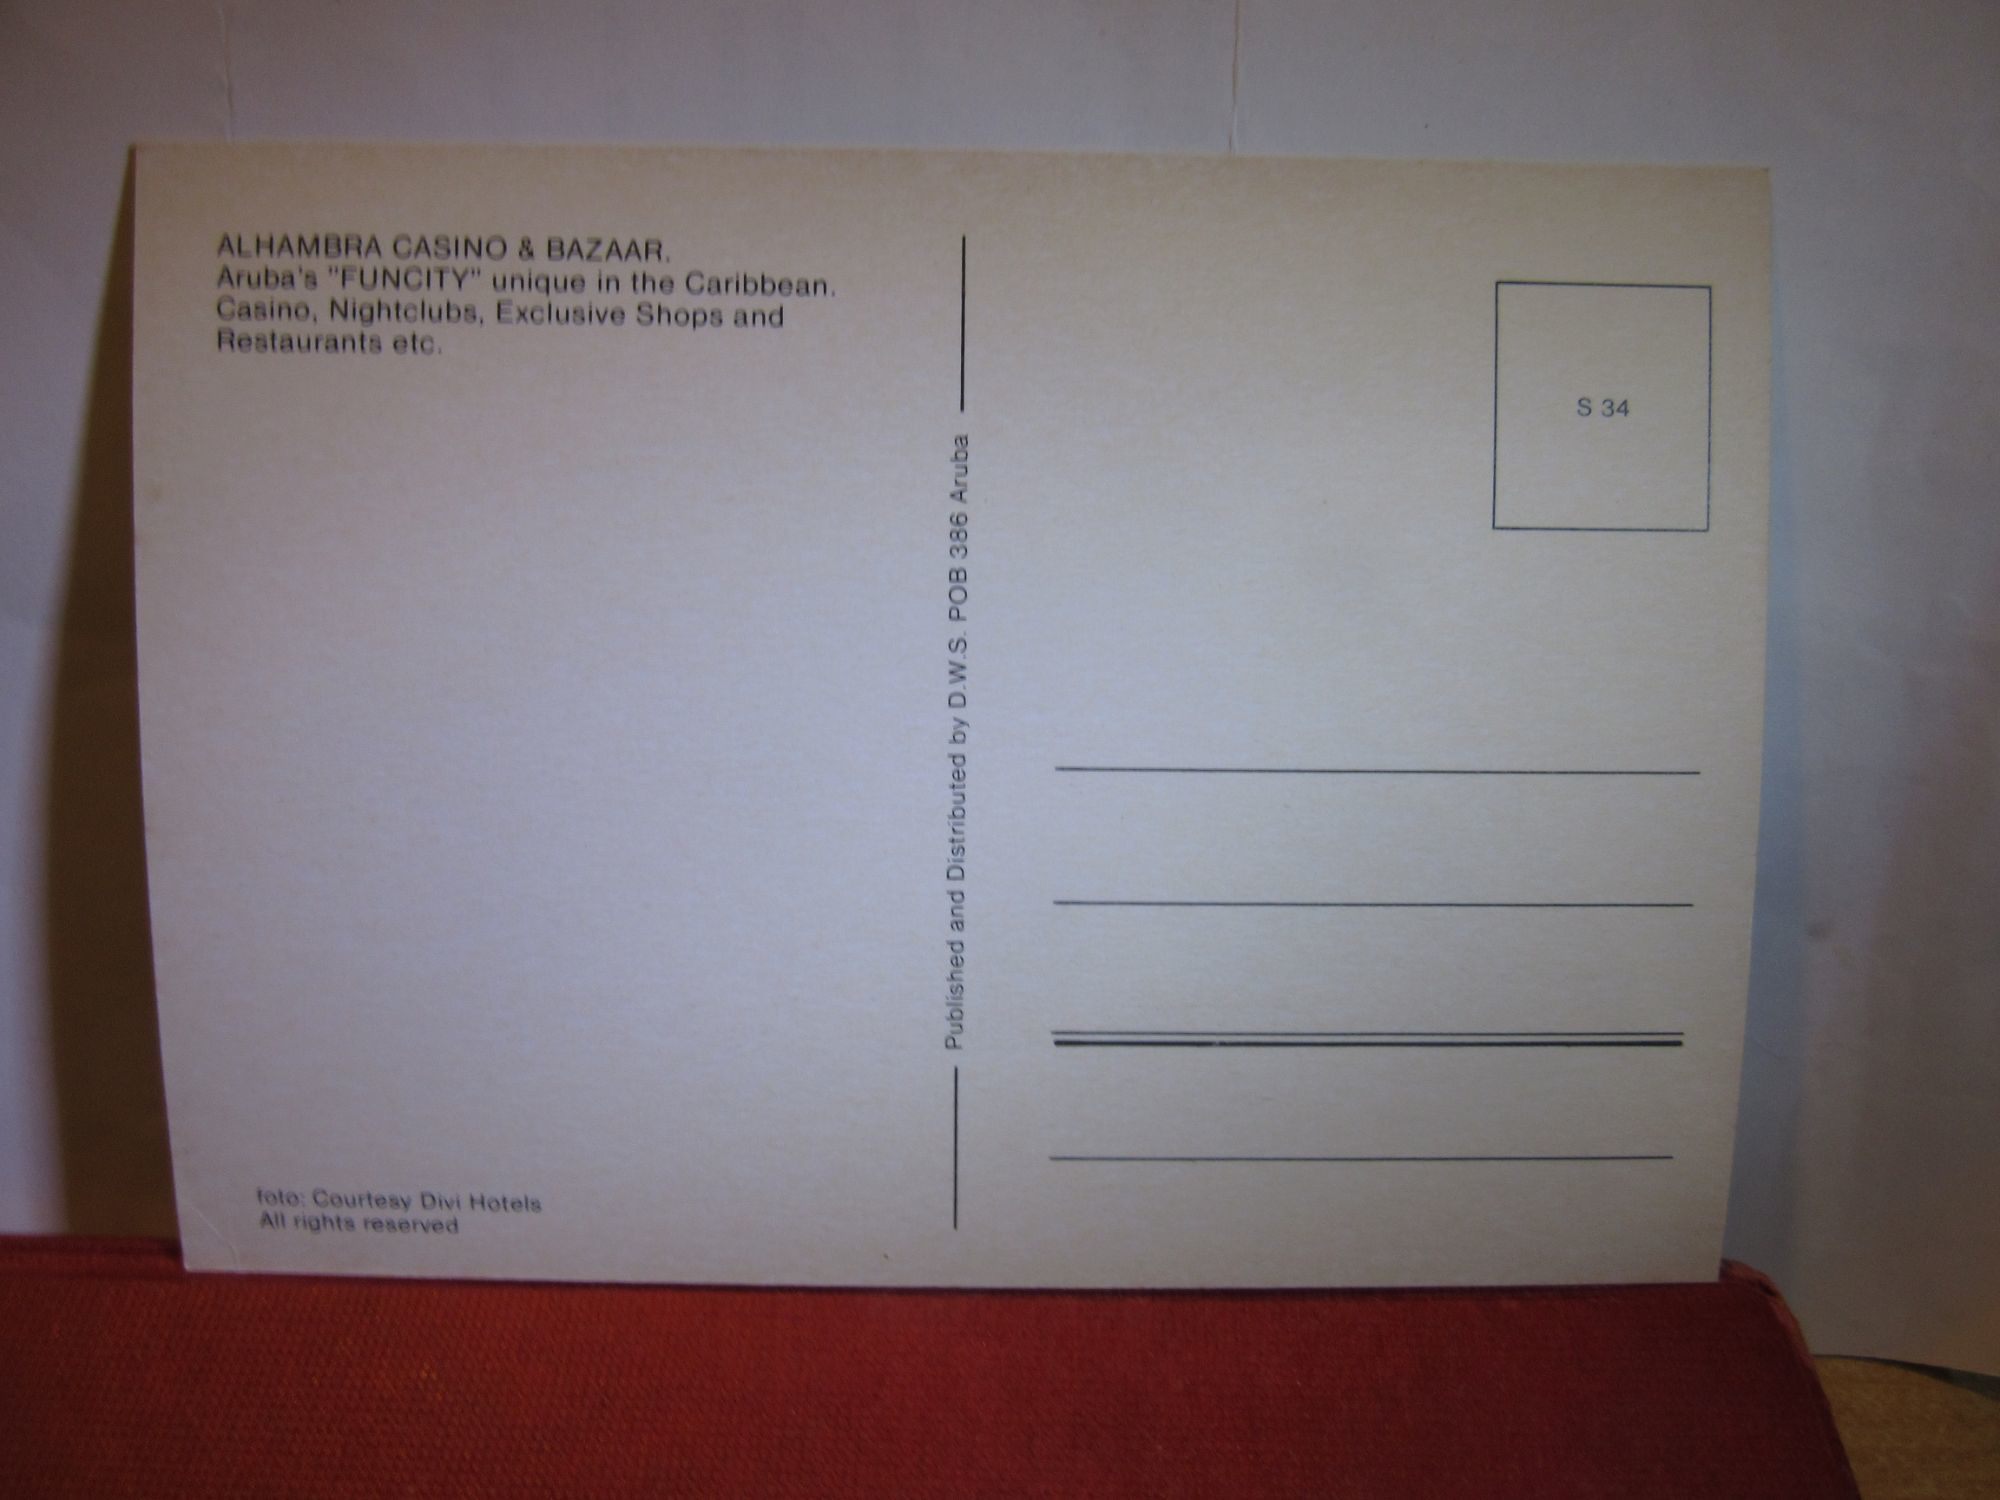 ALHAMBRA CASINO & BAZAAR.
Aruba's "FUNCITY" unique in the Caribbean.
Casino, Nightclubs, Exclusive Shops and
Restaurants etc.
foto: Courtesy Divi Hotels
All rights reserved
Published and Distributed by D.W.S. POB 386 Aruba
S 34